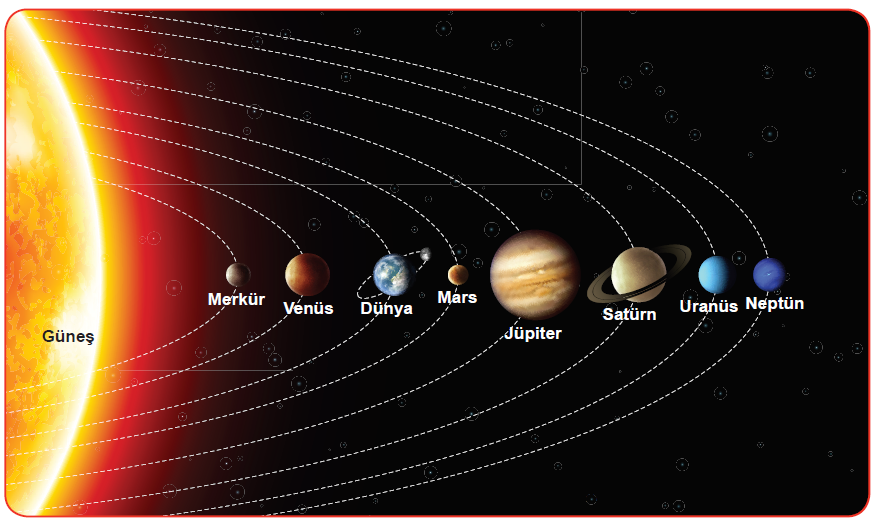 Güneş
Merkür
Venüs
Dünya
Mars
Jüpiter
Satürn
Uranüs
Neptün